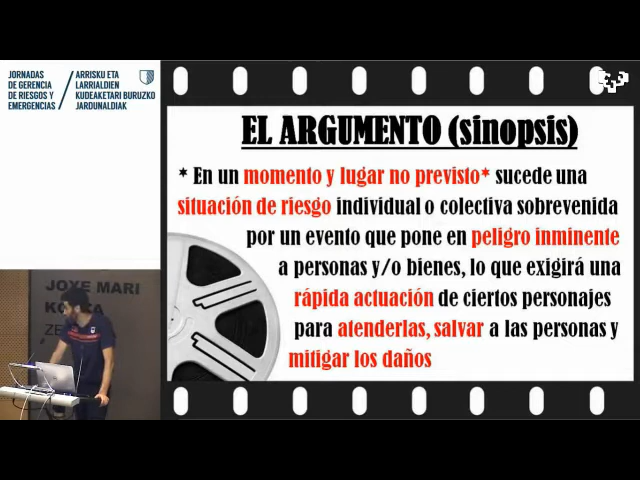 JORNADAS
DE GERENCIA
DE RIESGOS Y
EMERGENCIAS
ARRISKU ETA
LARRIALDIEN
KUDEAKETARI BURUZKO
JARDUNALDIAK
EL ARGUMENTO (sinopsis)
* En un momento y lugar no previsto* sucede una
situación de riesgo individual o colectiva sobrevenida
por un evento que pone en peligro inminente
a personas y/o bienes, lo que exigirá una
rápida actuación de ciertos personajes
para atenderlas, salvar a las personas y
mitigar los daños
JOXE MARI